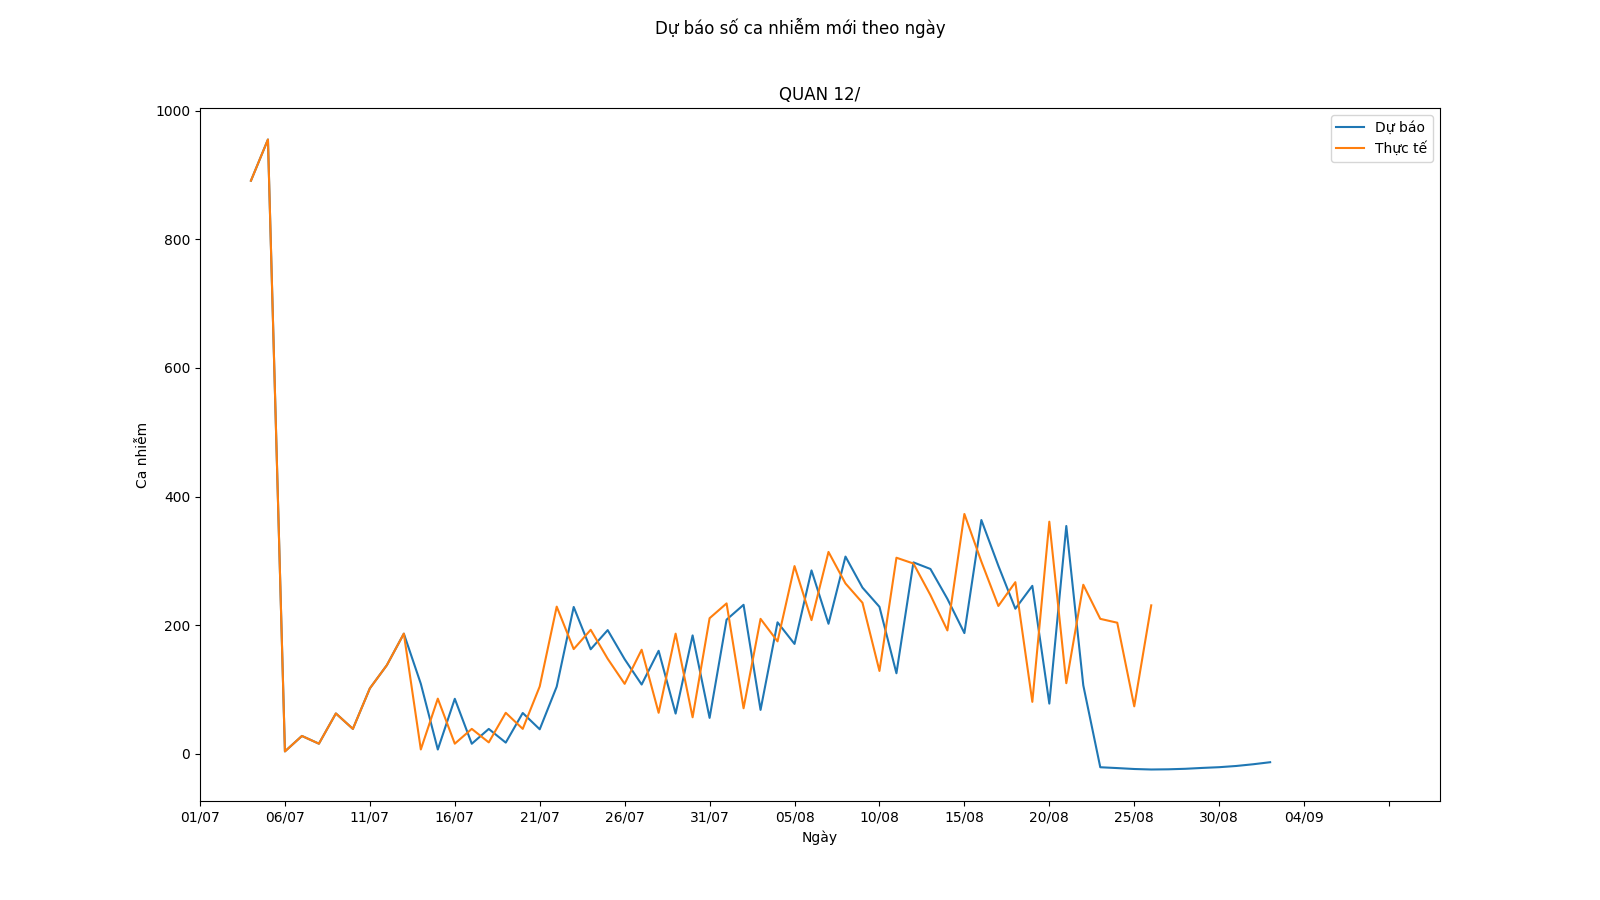 Dự báo số ca nhiễm mới theo ngày
QUAN 12/
Dự báo
Thực tế
1000
800
600
400
200
0
Ca nhiễm
01/07 06/07 11/07 16/07 21/07 26/07 31/07 05/08 10/08 15/08 20/08 25/08 30/08 04/09
Ngày